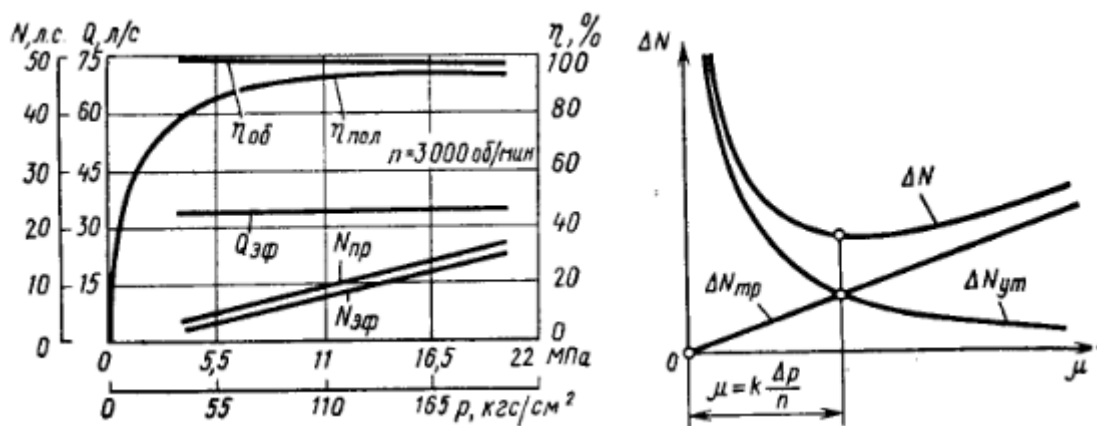 N, л.с. Q, л/с η, %
50 75 100
40 60 80
η об η пол
n = 3000 об/мин
30 45 60
20 30 40
Q эф N пр
10 15 20
N эф
0 0
0 5,5 11 16,5 22 МПа
0 55 110 165 p, кгс/см²
ΔN
ΔN
ΔN тр ΔN ут
0 μ
μ = k Δp/n